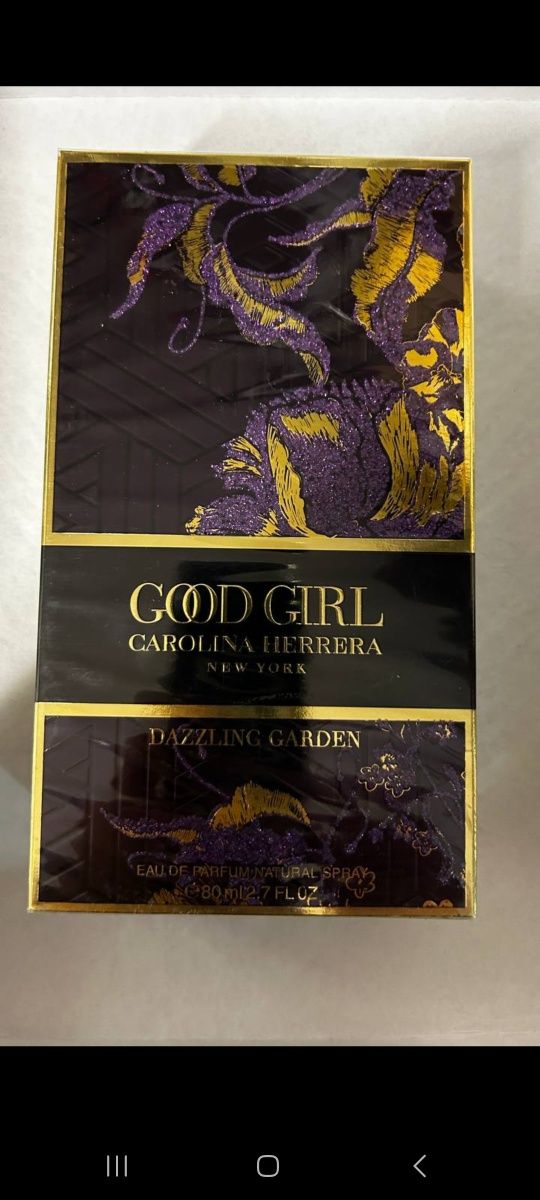 GOOD GIRL
CAROLINA HERRERA
NEW YORK
DAZZLING GARDEN
EAU DE PARFUM NATURAL SPRAY
℮ 80 ml 2.7 FL OZ